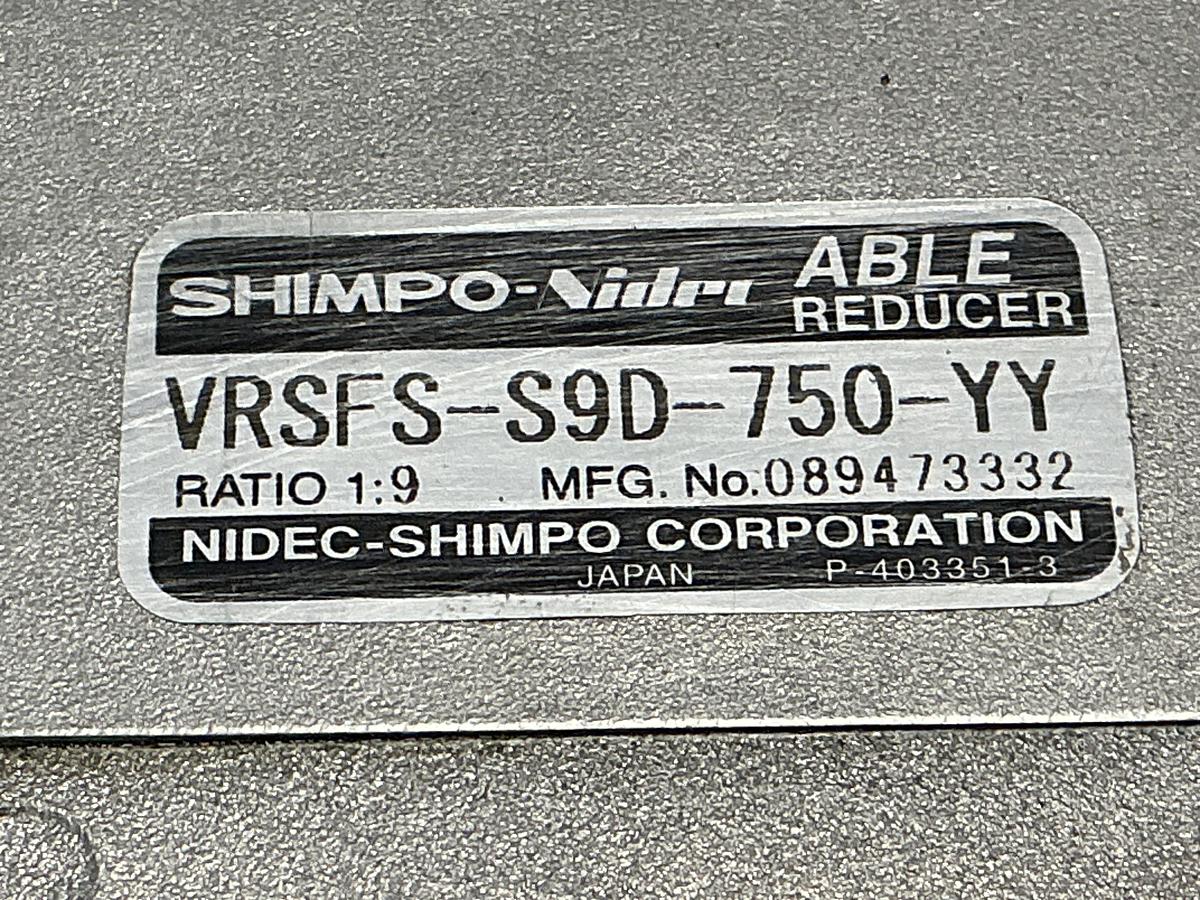 SHIMPO-Nidec ABLE REDUCER
VRSFS-S9D-750-YY
RATIO 1:9 MFG. No.089473332
NIDEC-SHIMPO CORPORATION
JAPAN P-403351-3